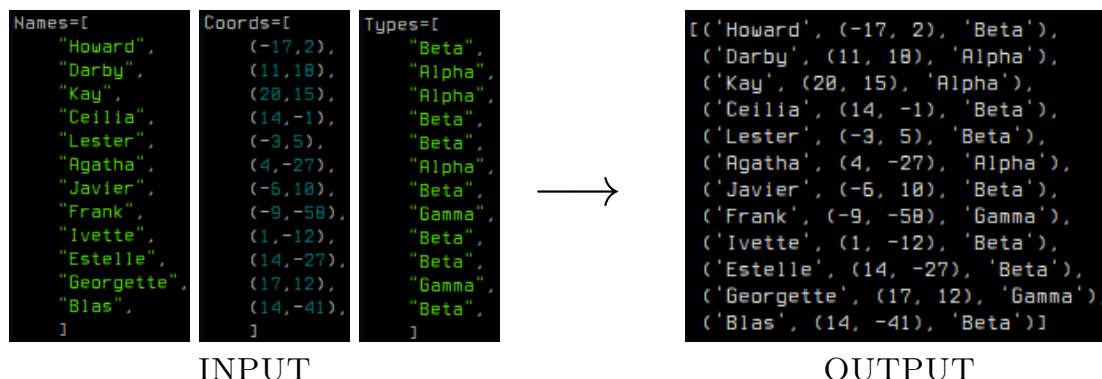 Names=[
"Howard",
"Darby",
"Kay",
"Ceilia",
"Lester",
"Agatha",
"Javier",
"Frank",
"Ivette",
"Estelle",
"Georgette",
"Blas",
]
Coords=[
(-17,2),
(11,18),
(20,15),
(14,-1),
(-3,5),
(4,-27),
(-6,10),
(-9,-58),
(1,-12),
(14,-27),
(17,12),
(14,-41),
]
Types=[
"Beta",
"Alpha",
"Alpha",
"Beta",
"Beta",
"Alpha",
"Beta",
"Gamma",
"Beta",
"Beta",
"Gamma",
"Beta",
]
INPUT
[('Howard', (-17, 2), 'Beta'),
('Darby', (11, 18), 'Alpha'),
('Kay', (20, 15), 'Alpha'),
('Ceilia', (14, -1), 'Beta'),
('Lester', (-3, 5), 'Beta'),
('Agatha', (4, -27), 'Alpha'),
('Javier', (-6, 10), 'Beta'),
('Frank', (-9, -58), 'Gamma'),
('Ivette', (1, -12), 'Beta'),
('Estelle', (14, -27), 'Beta'),
('Georgette', (17, 12), 'Gamma'),
('Blas', (14, -41), 'Beta')]
OUTPUT